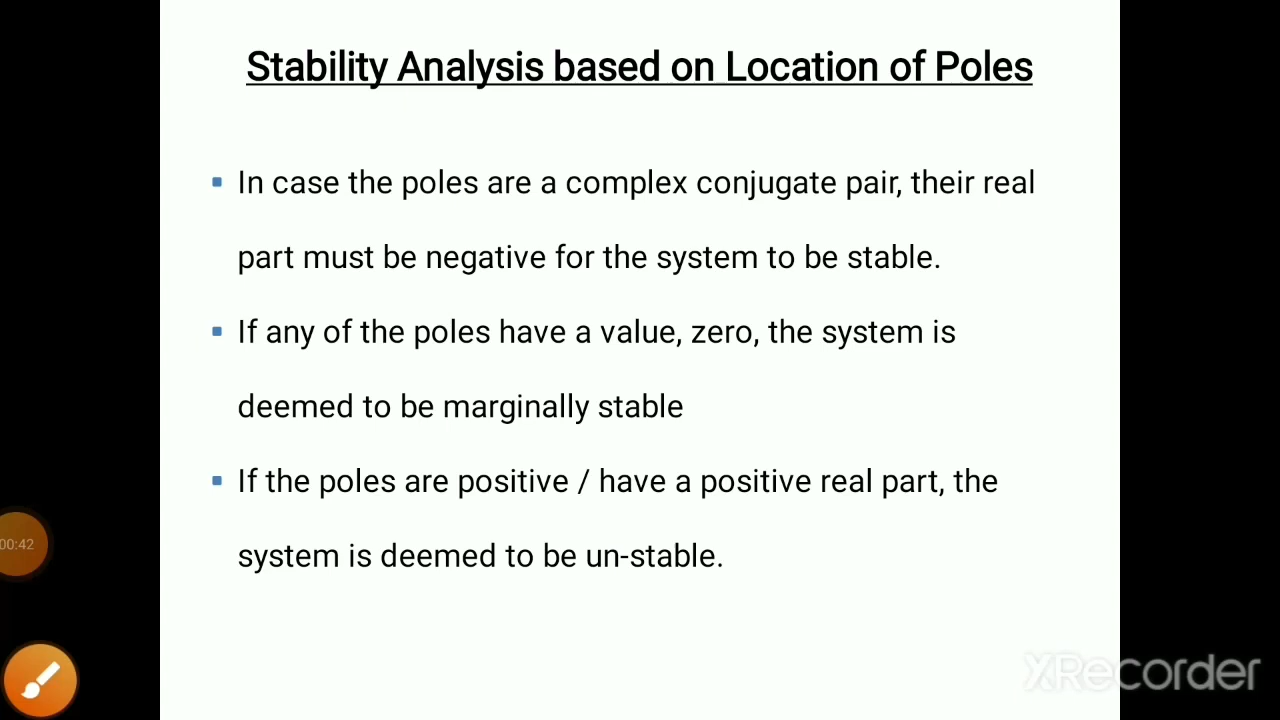 Stability Analysis based on Location of Poles
▪ In case the poles are a complex conjugate pair, their real
part must be negative for the system to be stable.
▪ If any of the poles have a value, zero, the system is
deemed to be marginally stable
▪ If the poles are positive / have a positive real part, the
system is deemed to be un-stable.
00:42
XRecorder